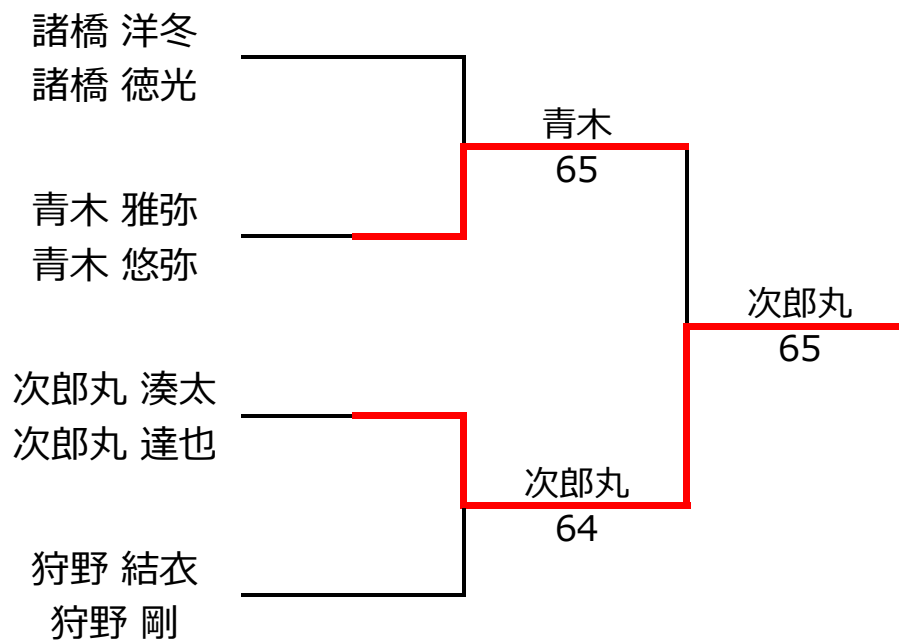 諸橋 洋冬
諸橋 徳光
青木
65
青木 雅弥
青木 悠弥
次郎丸
65
次郎丸 湊太
次郎丸 達也
次郎丸
64
狩野 結衣
狩野 剛